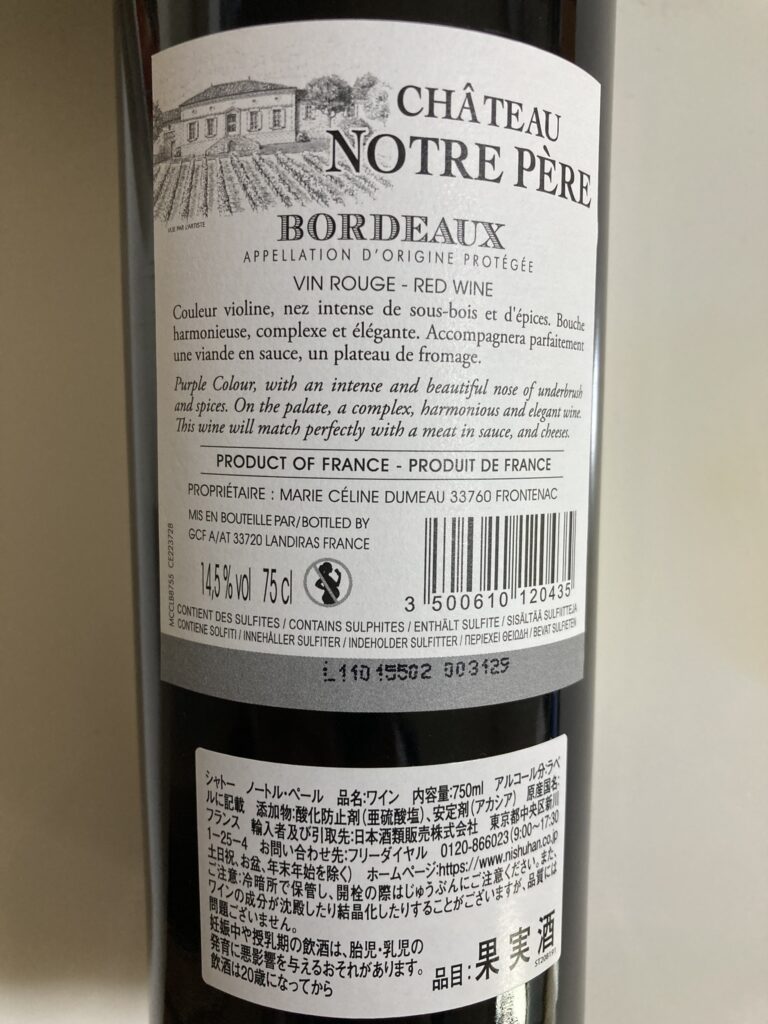 CHÂTEAU
NOTRE PÈRE
VUE PAR L'ARTISTE
BORDEAUX
APPELLATION D'ORIGINE PROTÉGÉE
VIN ROUGE - RED WINE
Couleur violine, nez intense de sous-bois et d'épices. Bouche
harmonieuse, complexe et élégante. Accompagnera parfaitement
une viande en sauce, un plateau de fromage.
Purple Colour, with an intense and beautiful nose of underbrush
and spices. On the palate, a complex, harmonious and elegant wine.
This wine will match perfectly with a meat in sauce, and cheeses.
PRODUCT OF FRANCE - PRODUIT DE FRANCE
PROPRIÉTAIRE : MARIE CÉLINE DUMEAU 33760 FRONTENAC
MIS EN BOUTEILLE PAR/BOTTLED BY
GCF A/AT 33720 LANDIRAS FRANCE
14,5%vol 75cl
3 500610 120435
MCCLB8755 CE223728
CONTIENT DES SULFITES / CONTAINS SULPHITES / ENTHÄLT SULFITE / SISÄLTÄÄ SULFIITTEJA
CONTIENE SOLFITI / INNEHÅLLER SULFITER / INDEHOLDER SULFITTER / ΠΕΡΙΕΧΕΙ ΘΕΙΩΔΗ / BEVAT SULFIETEN
L11015502 003129
シャトー ノートル・ペール 品名:ワイン 内容量:750ml アルコール分:ラベ
ルに記載 添加物:酸化防止剤(亜硫酸塩)、安定剤(アカシア) 原産国名:
フランス 輸入者及び引取先:日本酒類販売株式会社 東京都中央区新川
1-25-4 お問い合わせ先:フリーダイヤル 0120-866023(9:00~17:30
土日祝、お盆、年末年始を除く) ホームページ:https://www.nishuhan.co.jp
ご注意:冷暗所で保管し、開栓の際はじゅうぶんにご注意ください。また、
ワインの成分が沈殿したり結晶化したりすることがございますが、品質には
問題ございません。
妊娠中や授乳期の飲酒は、胎児・乳児の
発育に悪影響を与えるおそれがあります。
飲酒は20歳になってから
品目:果実酒